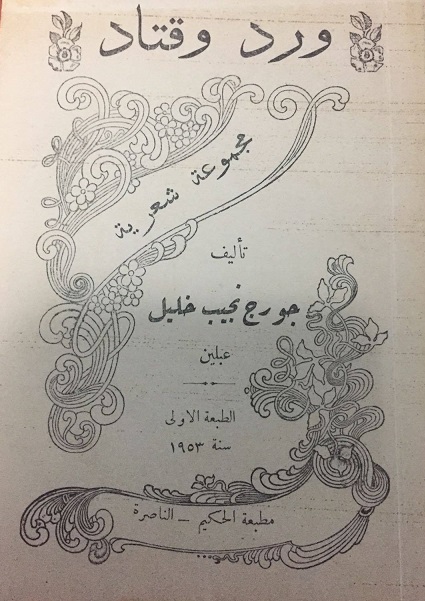 ورد وقتاد
مجموعة شعرية
تأليف
جورج نجيب خليل
عبلين
الطبعة الاولى
سنة ١٩٥٣
مطبعة الحكيم - الناصرة